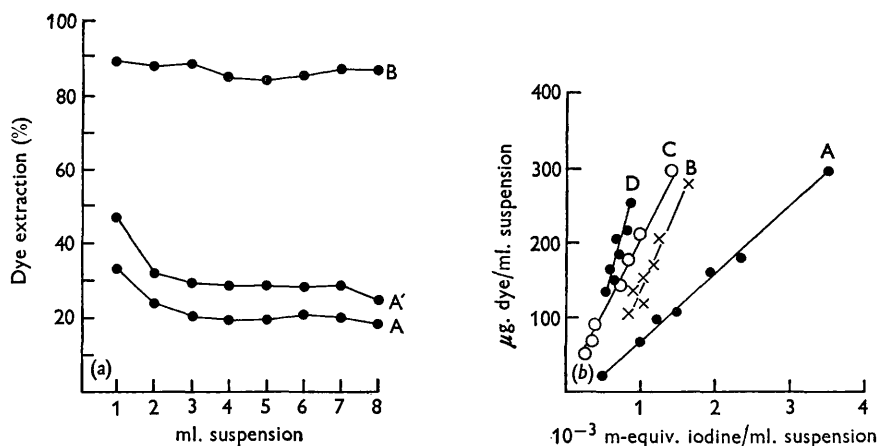 Dye extraction (%)
100
80
60
40
20
B
A′
A
(a)
1 2 3 4 5 6 7 8
ml. suspension
μg. dye/ml. suspension
400
300
200
100
D
C
B
A
(b)
1 2 3 4
10⁻³ m-equiv. iodine/ml. suspension